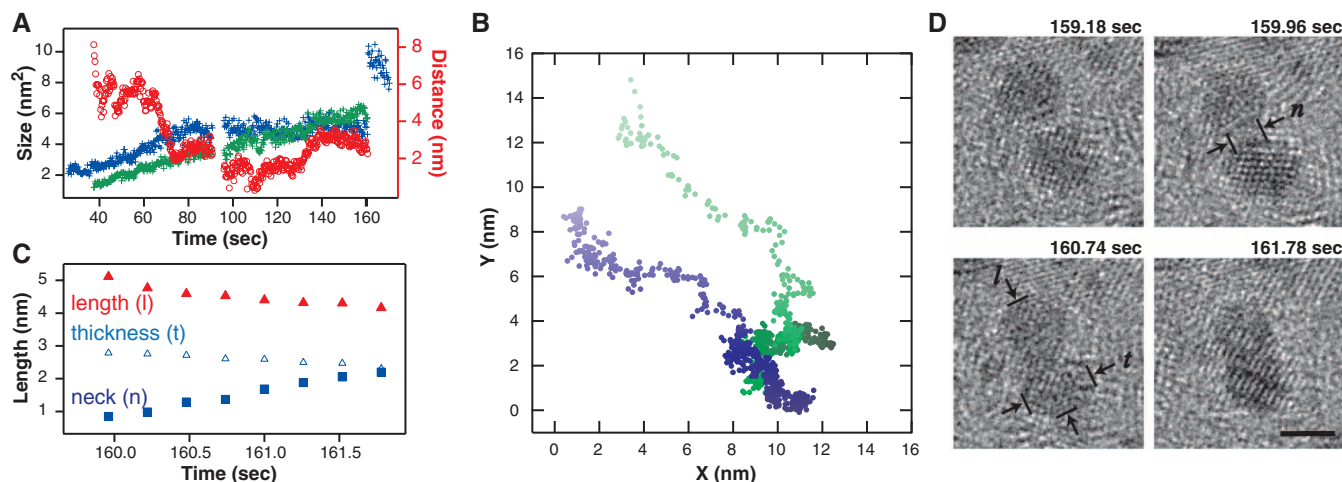 A
10
8
6
4
2
Size (nm²)
8
6
4
2
Distance (nm)
40 60 80 100 120 140 160
Time (sec)
B
16
14
12
10
8
6
4
2
0
Y (nm)
0 2 4 6 8 10 12 14 16
X (nm)
C
5
4
3
2
1
Length (nm)
length (l)
thickness (t)
neck (n)
160.0 160.5 161.0 161.5
Time (sec)
D
159.18 sec
159.96 sec
n
160.74 sec
l
t
161.78 sec